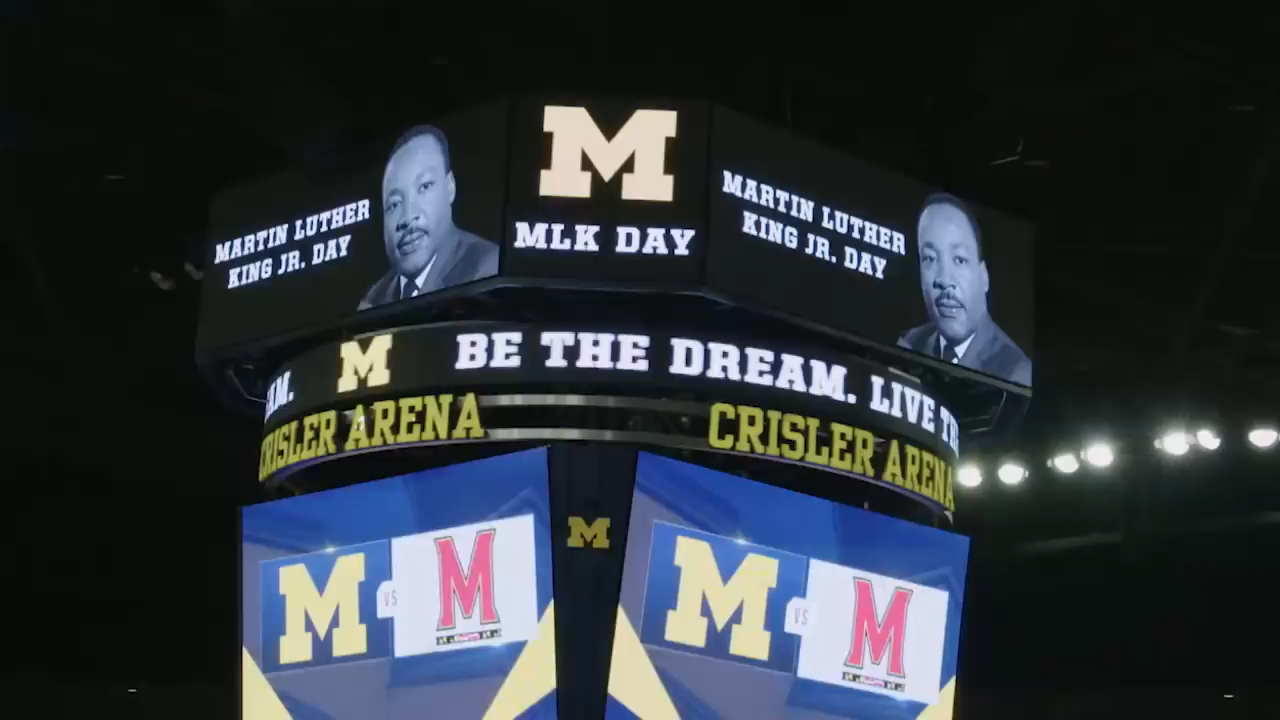 M
MLK DAY
MARTIN LUTHER
KING JR. DAY
MARTIN LUTHER
KING JR. DAY
AM. M BE THE DREAM. LIVE
CRISLER ARENA
CRISLER ARENA
M
M VS M
M VS M